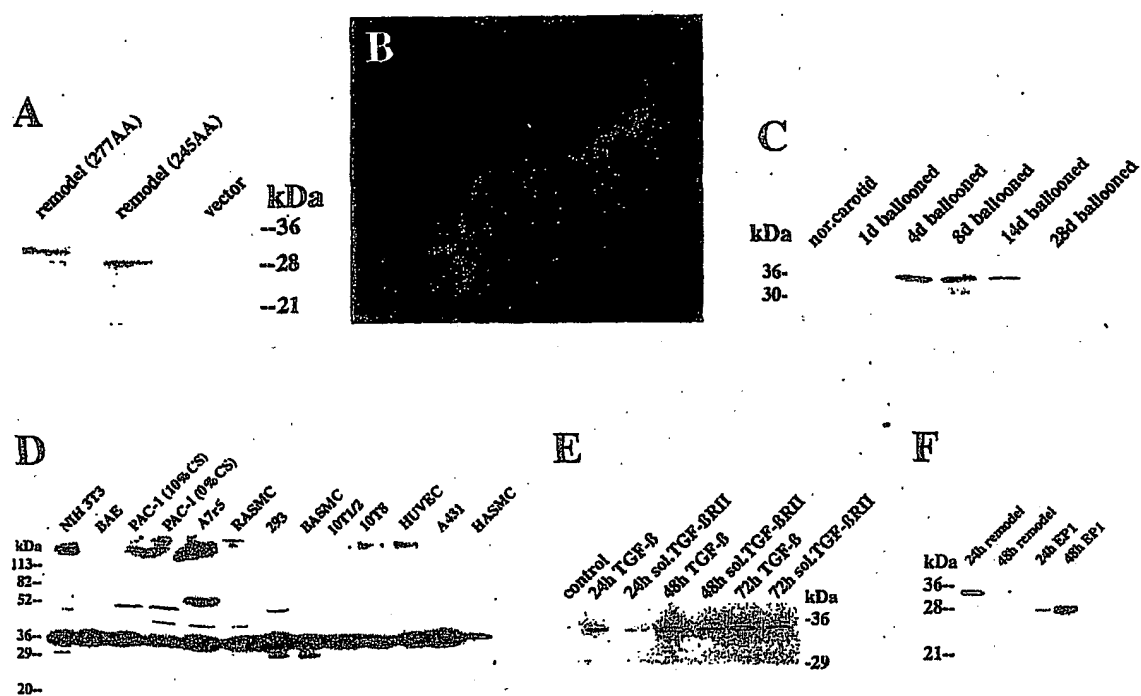 A
remodel (277AA)
remodel (245AA)
vector
kDa
--36
--28
--21
B
C
kDa
nor.carotid
1d ballooned
4d ballooned
8d ballooned
14d ballooned
28d ballooned
36-
30-
D
NIH 3T3
BAE
PAC-1 (10% CS)
PAC-1 (0% CS)
A7r5
RASMC
293
BASMC
10T1/2
10T8
HUVEC
A431
HASMC
kDa
113--
82--
52--
36--
29--
20--
E
control
24h TGF-ß
24h sol.TGF-ßRII
48h TGF-ß
48h sol.TGF-ßRII
72h TGF-ß
72h sol.TGF-ßRII
kDa
-36
-29
F
24h remodel
48h remodel
24h EP1
48h EP1
kDa
36--
28--
21--